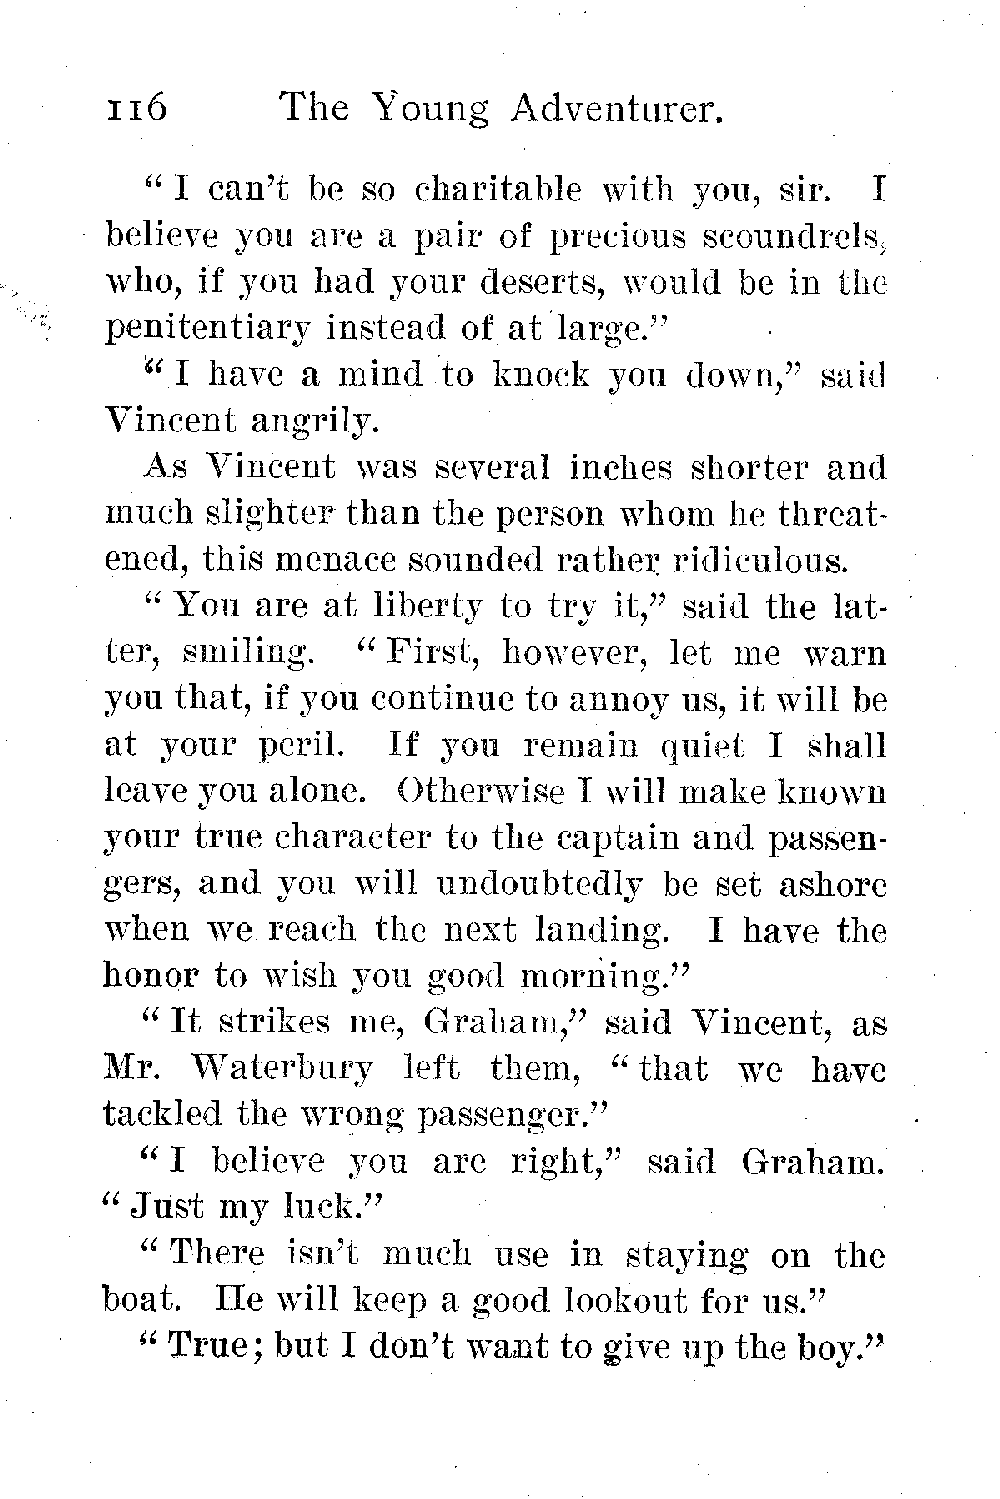 116 The Young Adventurer.
“ I can’t be so charitable with you, sir. I
believe you are a pair of precious scoundrels,
who, if you had your deserts, would be in the
penitentiary instead of at large.”
“ I have a mind to knock you down,” said
Vincent angrily.
As Vincent was several inches shorter and
much slighter than the person whom he threat-
ened, this menace sounded rather ridiculous.
“ You are at liberty to try it,” said the lat-
ter, smiling. “ First, however, let me warn
you that, if you continue to annoy us, it will be
at your peril. If you remain quiet I shall
leave you alone. Otherwise I will make known
your true character to the captain and passen-
gers, and you will undoubtedly be set ashore
when we reach the next landing. I have the
honor to wish you good morning.”
“ It strikes me, Graham,” said Vincent, as
Mr. Waterbury left them, “ that we have
tackled the wrong passenger.”
“ I believe you are right,” said Graham.
“ Just my luck.”
“ There isn’t much use in staying on the
boat. He will keep a good lookout for us.”
“ True; but I don’t want to give up the boy.”